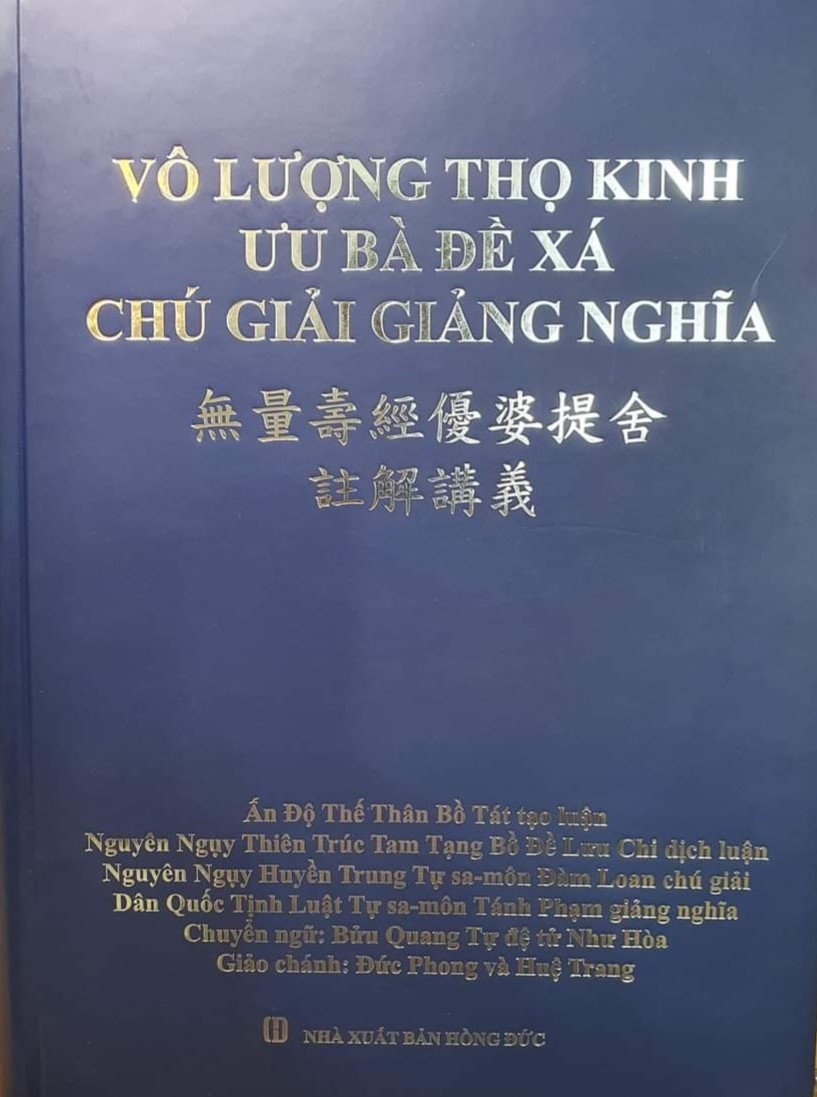 VÔ LƯỢNG THỌ KINH
ƯU BÀ ĐỀ XÁ
CHÚ GIẢI GIẢNG NGHĨA
無量壽經優婆提舍
註解講義
Ấn Độ Thế Thân Bồ Tát tạo luận
Nguyên Ngụy Thiên Trúc Tam Tạng Bồ Đề Lưu Chi dịch luận
Nguyên Ngụy Huyền Trung Tự sa-môn Đàm Loan chú giải
Dân Quốc Tịnh Luật Tự sa-môn Tánh Phạm giảng nghĩa
Chuyển ngữ: Bửu Quang Tự đệ tử Như Hòa
Giảo chánh: Đức Phong và Huệ Trang
NHÀ XUẤT BẢN HỒNG ĐỨC